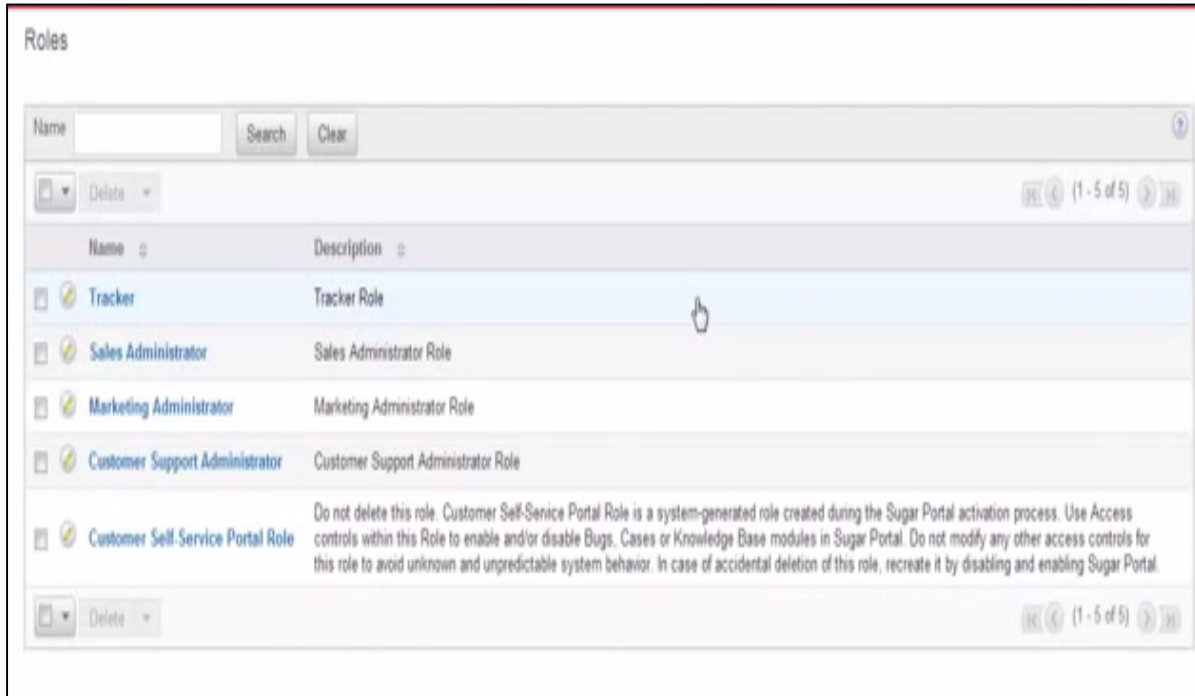 Roles
Name Search Clear
Delete (1 - 5 of 5)
Name Description
Tracker Tracker Role
Sales Administrator Sales Administrator Role
Marketing Administrator Marketing Administrator Role
Customer Support Administrator Customer Support Administrator Role
Do not delete this role. Customer Self-Service Portal Role is a system-generated role created during the Sugar Portal activation process. Use Access
Customer Self-Service Portal Role controls within this Role to enable and/or disable Bugs, Cases or Knowledge Base modules in Sugar Portal. Do not modify any other access controls for
this role to avoid unknown and unpredictable system behavior. In case of accidental deletion of this role, recreate it by disabling and enabling Sugar Portal.
Delete (1 - 5 of 5)